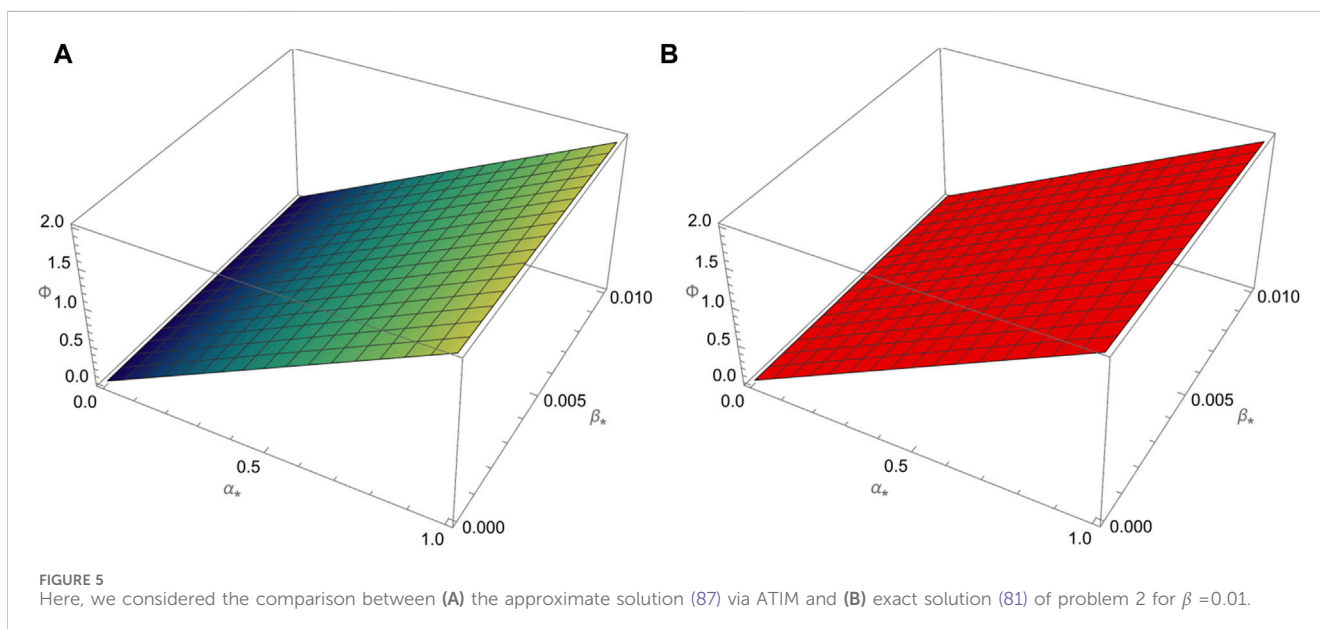 A
2.0
1.5
Φ 1.0
0.5
0.0
0.0
0.5
α*
1.0
0.000
0.005
β*
0.010
B
2.0
1.5
Φ 1.0
0.5
0.0
0.0
0.5
α*
1.0
0.000
0.005
β*
0.010
FIGURE 5
Here, we considered the comparison between (A) the approximate solution (87) via ATIM and (B) exact solution (81) of problem 2 for β =0.01.